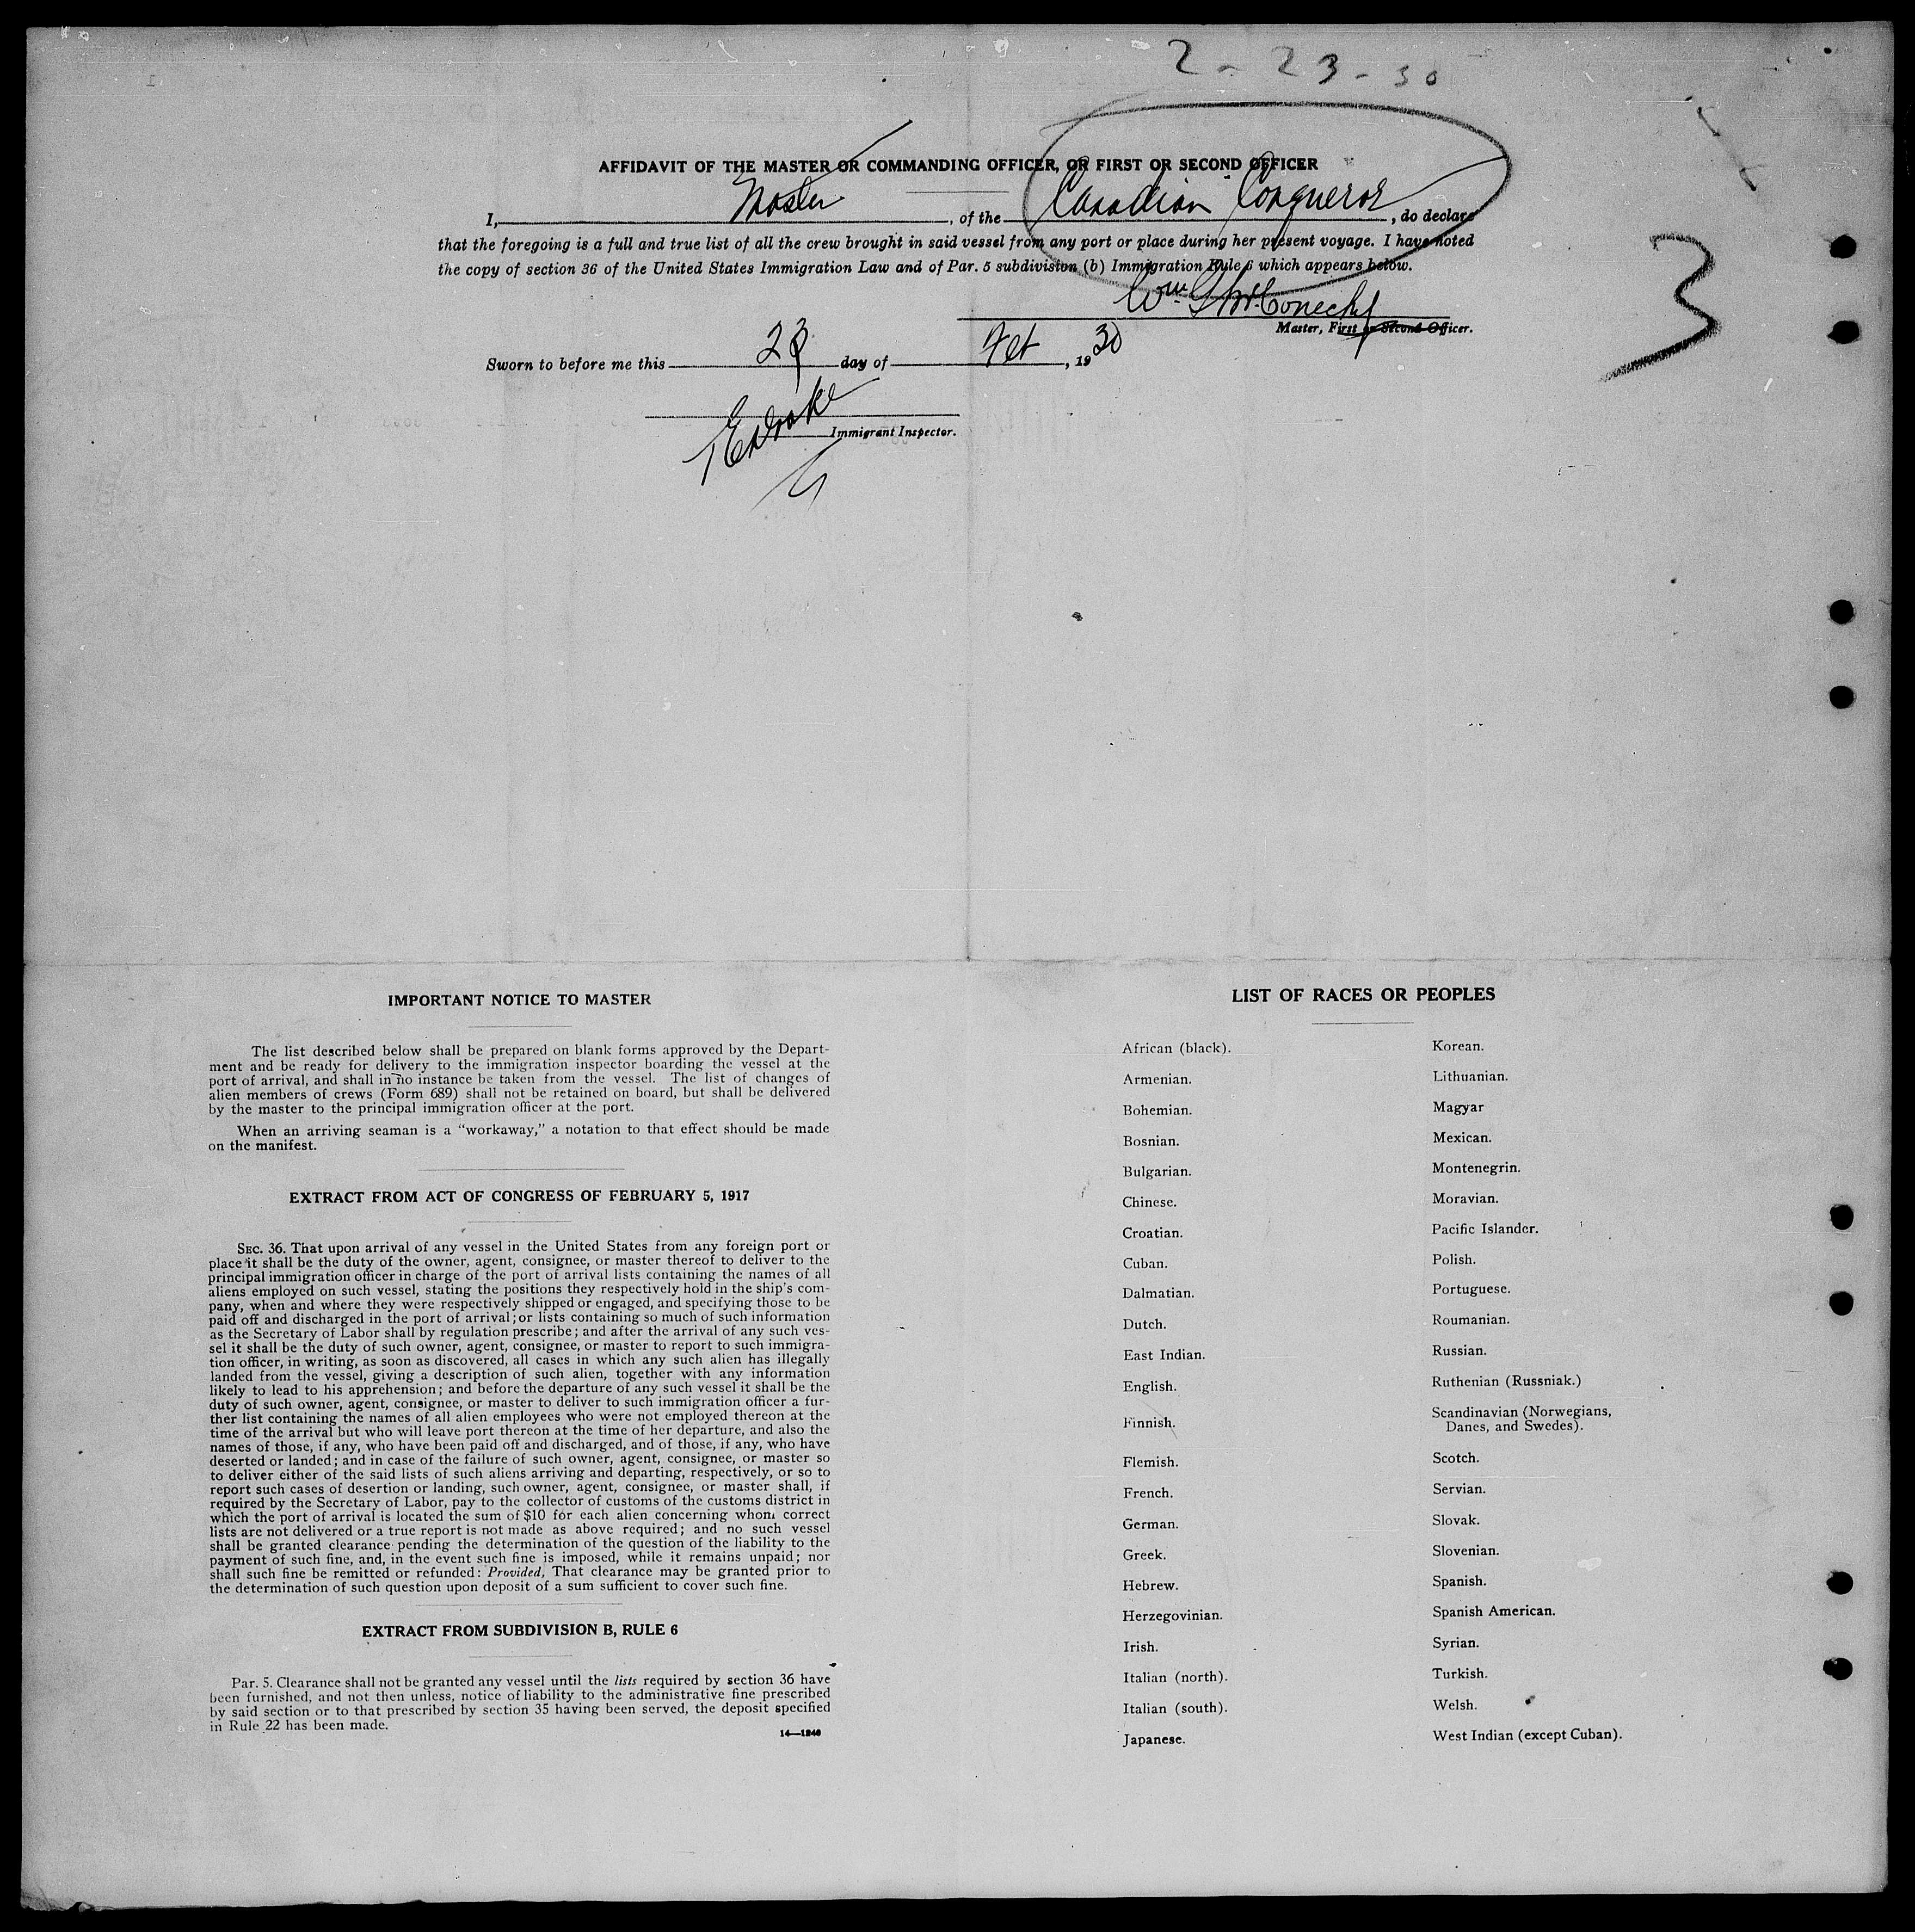 2-23-30
AFFIDAVIT OF THE MASTER OR COMMANDING OFFICER, OR FIRST OR SECOND OFFICER
I, Master, of the Canadian Conqueror, do declare
that the foregoing is a full and true list of all the crew brought in said vessel from any port or place during her present voyage. I have noted
the copy of section 36 of the United States Immigration Law and of Par. 5 subdivision (b) Immigration Rule 6 which appears below.
3
Wm
Master, First or Second Officer.
Sworn to before me this 23 day of Feb, 1930
Drake
Immigrant Inspector.
IMPORTANT NOTICE TO MASTER
The list described below shall be prepared on blank forms approved by the Depart-
ment and be ready for delivery to the immigration inspector boarding the vessel at the
port of arrival, and shall in no instance be taken from the vessel. The list of changes of
alien members of crews (Form 689) shall not be retained on board, but shall be delivered
by the master to the principal immigration officer at the port.
When an arriving seaman is a "workaway," a notation to that effect should be made
on the manifest.
EXTRACT FROM ACT OF CONGRESS OF FEBRUARY 5, 1917
SEC. 36. That upon arrival of any vessel in the United States from any foreign port or
place it shall be the duty of the owner, agent, consignee, or master thereof to deliver to the
principal immigration officer in charge of the port of arrival lists containing the names of all
aliens employed on such vessel, stating the positions they respectively hold in the ship's com-
pany, when and where they were respectively shipped or engaged, and specifying those to be
paid off and discharged in the port of arrival; or lists containing so much of such information
as the Secretary of Labor shall by regulation prescribe; and after the arrival of any such ves-
sel it shall be the duty of such owner, agent, consignee, or master to report to such immigra-
tion officer, in writing, as soon as discovered, all cases in which any such alien has illegally
landed from the vessel, giving a description of such alien, together with any information
likely to lead to his apprehension; and before the departure of any such vessel it shall be the
duty of such owner, agent, consignee, or master to deliver to such immigration officer a fur-
ther list containing the names of all alien employees who were not employed thereon at the
time of the arrival but who will leave port thereon at the time of her departure, and also the
names of those, if any, who have been paid off and discharged, and of those, if any, who have
deserted or landed; and in case of the failure of such owner, agent, consignee, or master so
to deliver either of the said lists of such aliens arriving and departing, respectively, or so to
report such cases of desertion or landing, such owner, agent, consignee, or master shall, if
required by the Secretary of Labor, pay to the collector of customs of the customs district in
which the port of arrival is located the sum of $10 for each alien concerning whom correct
lists are not delivered or a true report is not made as above required; and no such vessel
shall be granted clearance pending the determination of the question of the liability to the
payment of such fine, and, in the event such fine is imposed, while it remains unpaid; nor
shall such fine be remitted or refunded: Provided, That clearance may be granted prior to
the determination of such question upon deposit of a sum sufficient to cover such fine.
EXTRACT FROM SUBDIVISION B, RULE 6
Par. 5. Clearance shall not be granted any vessel until the lists required by section 36 have
been furnished, and not then unless, notice of liability to the administrative fine prescribed
by said section or to that prescribed by section 35 having been served, the deposit specified
in Rule 22 has been made.
14—1240
LIST OF RACES OR PEOPLES
African (black).
Armenian.
Bohemian.
Bosnian.
Bulgarian.
Chinese.
Croatian.
Cuban.
Dalmatian.
Dutch.
East Indian.
English.
Finnish.
Flemish.
French.
German.
Greek.
Hebrew.
Herzegovinian.
Irish.
Italian (north).
Italian (south).
Japanese.
Korean.
Lithuanian.
Magyar
Mexican.
Montenegrin.
Moravian.
Pacific Islander.
Polish.
Portuguese.
Roumanian.
Russian.
Ruthenian (Russniak.)
Scandinavian (Norwegians,
Danes, and Swedes).
Scotch.
Servian.
Slovak.
Slovenian.
Spanish.
Spanish American.
Syrian.
Turkish.
Welsh.
West Indian (except Cuban).